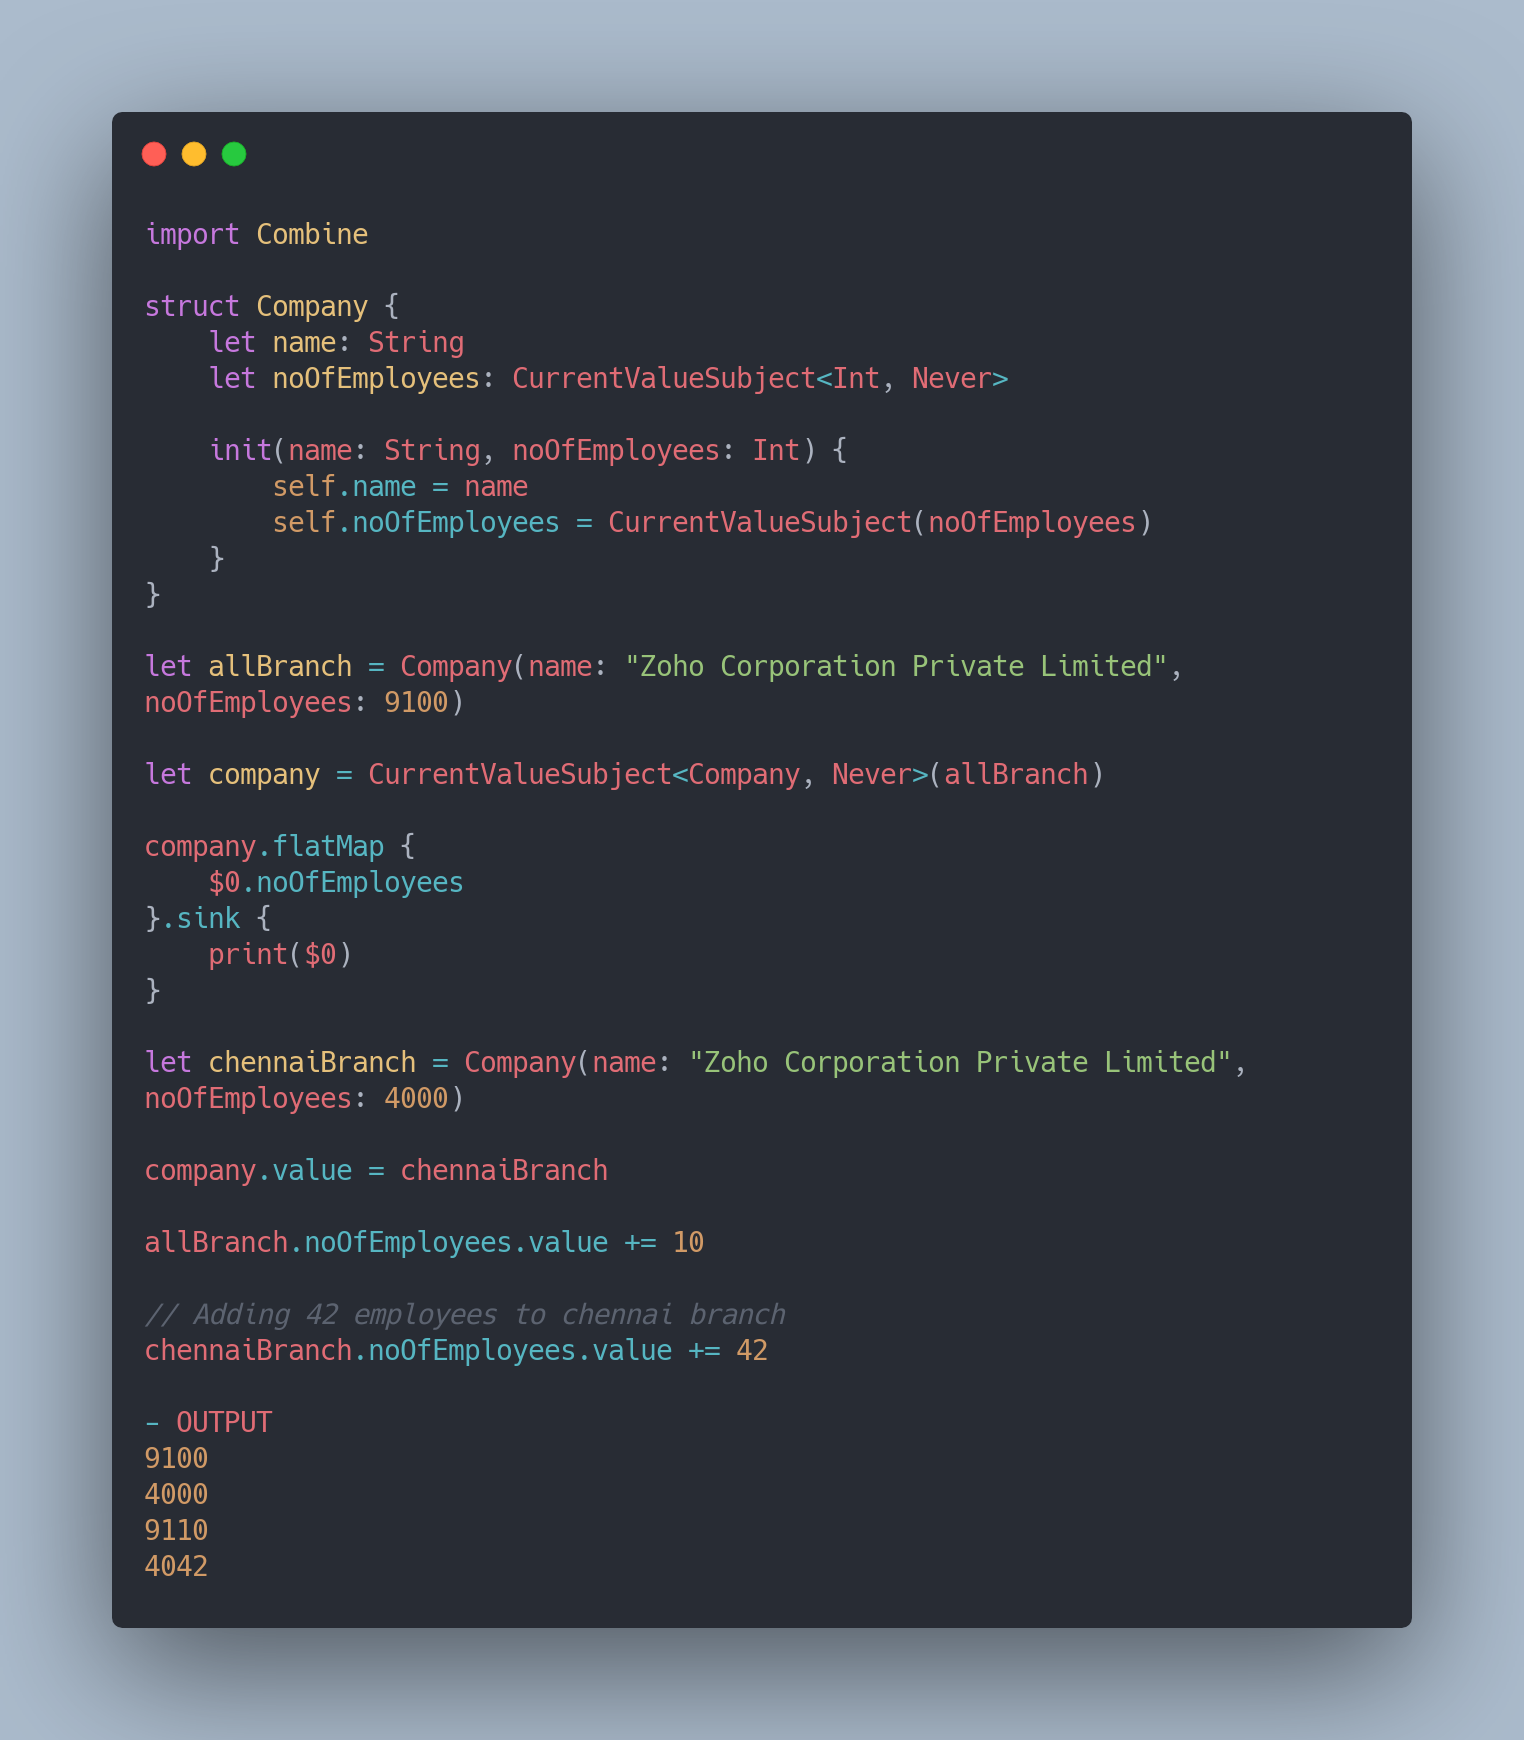 import Combine

struct Company {
    let name: String
    let noOfEmployees: CurrentValueSubject<Int, Never>

    init(name: String, noOfEmployees: Int) {
        self.name = name
        self.noOfEmployees = CurrentValueSubject(noOfEmployees)
    }
}

let allBranch = Company(name: "Zoho Corporation Private Limited",
noOfEmployees: 9100)

let company = CurrentValueSubject<Company, Never>(allBranch)

company.flatMap {
    $0.noOfEmployees
}.sink {
    print($0)
}

let chennaiBranch = Company(name: "Zoho Corporation Private Limited",
noOfEmployees: 4000)

company.value = chennaiBranch

allBranch.noOfEmployees.value += 10

// Adding 42 employees to chennai branch
chennaiBranch.noOfEmployees.value += 42

- OUTPUT
9100
4000
9110
4042